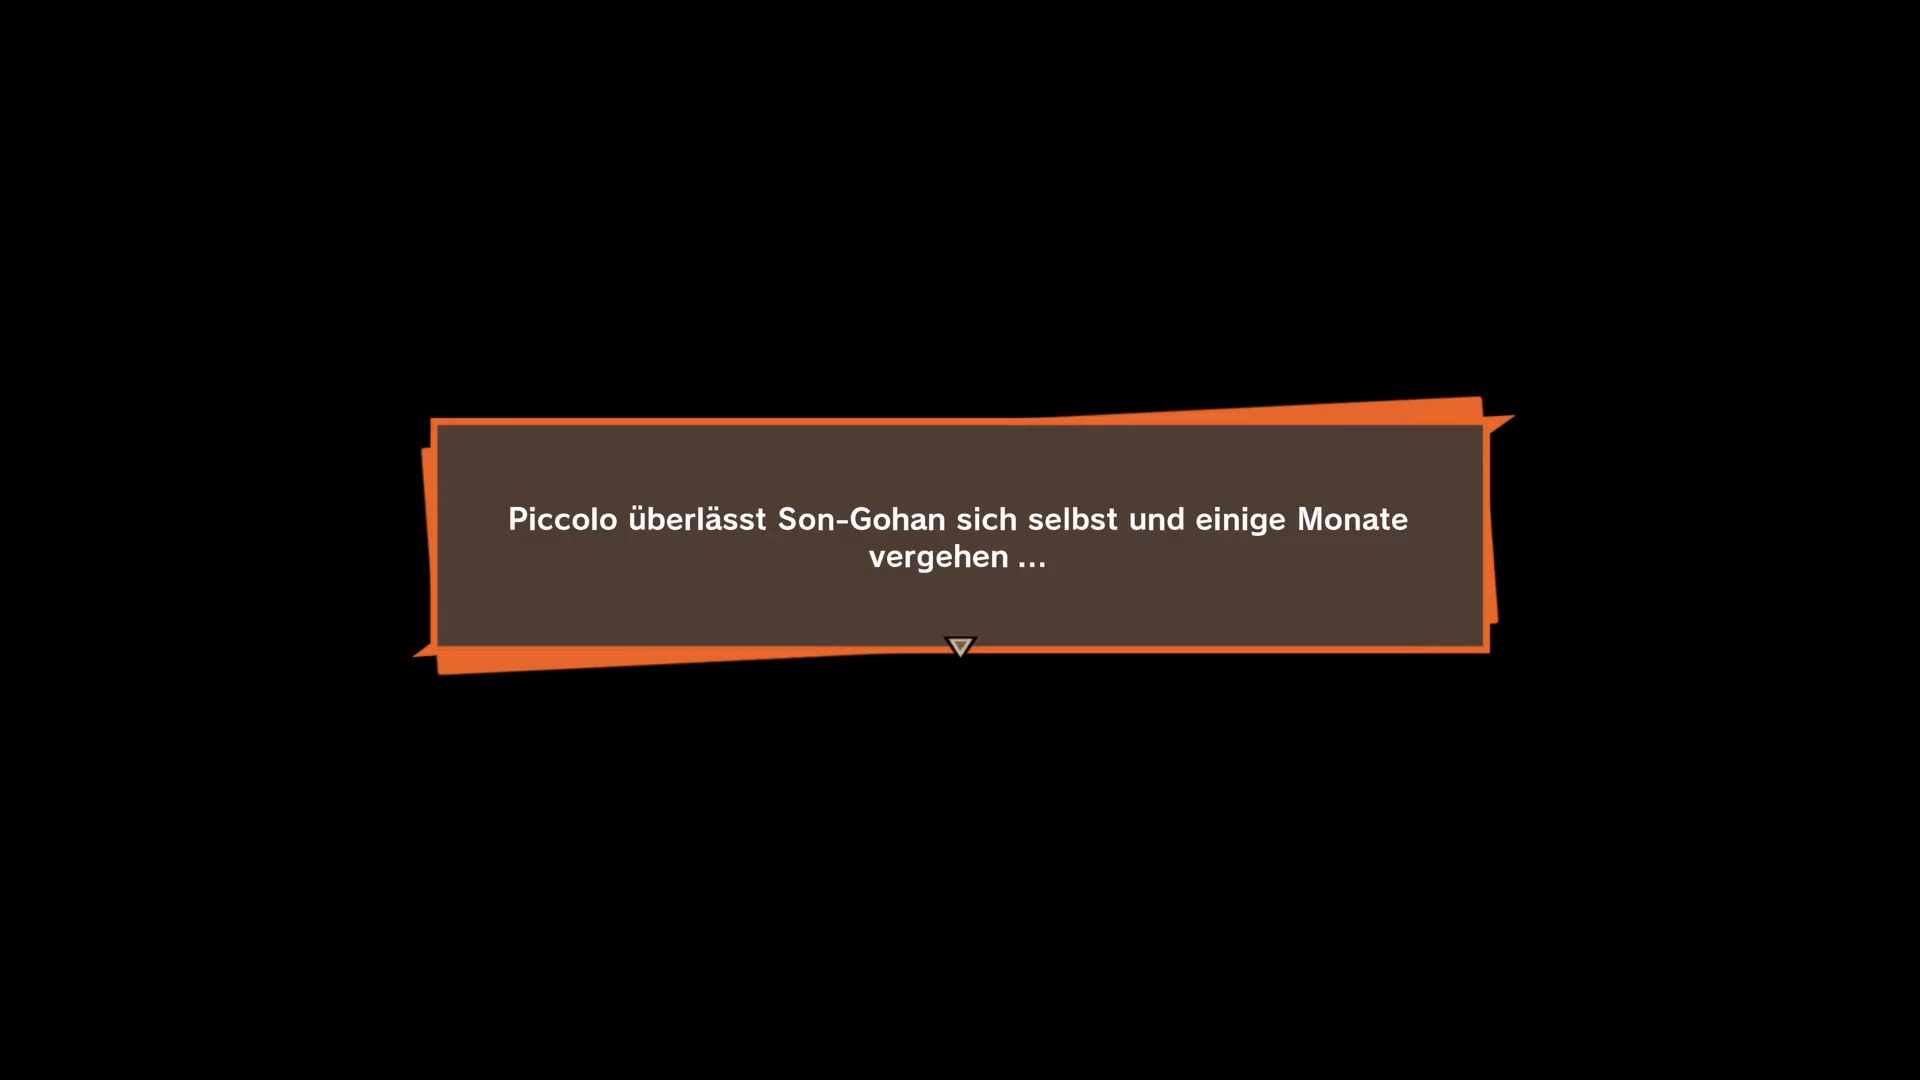 Piccolo überlässt Son-Gohan sich selbst und einige Monate
vergehen ...